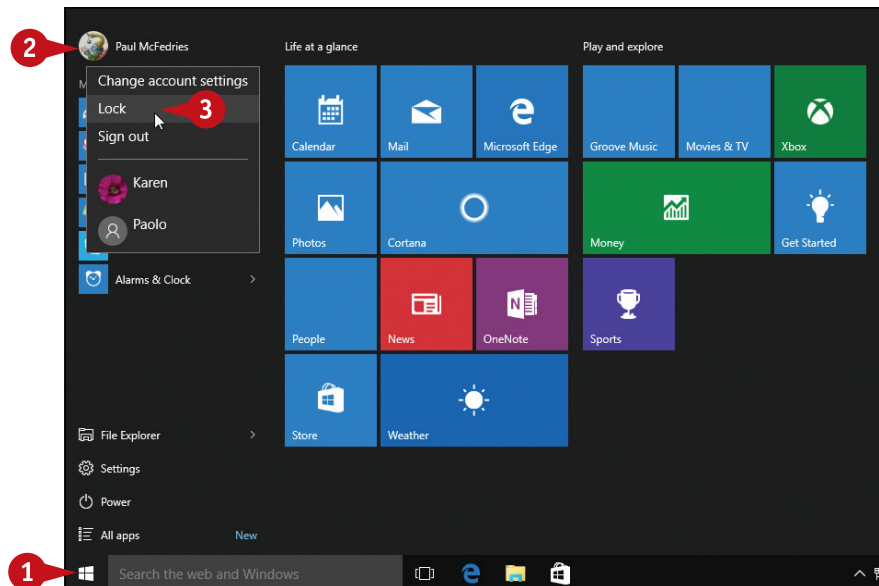 2
Paul McFedries
Life at a glance
Play and explore
Change account settings
Lock
3
Sign out
Karen
Paolo
Alarms & Clock
Calendar
Mail
Microsoft Edge
Groove Music
Movies & TV
Xbox
Photos
Cortana
Money
Get Started
People
News
OneNote
Sports
Store
Weather
File Explorer
Settings
Power
All apps
New
1
Search the web and Windows